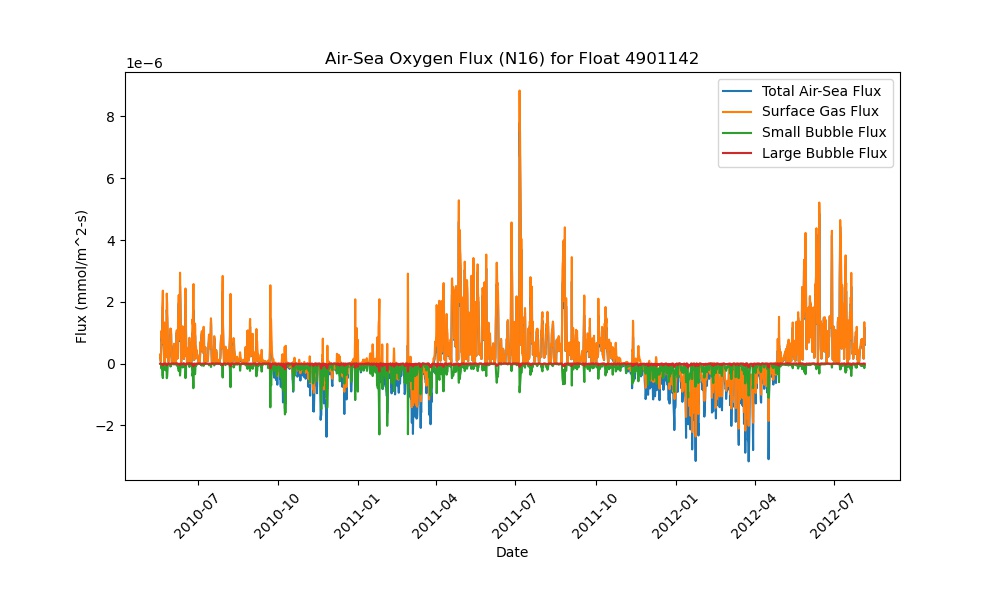 Air-Sea Oxygen Flux (N16) for Float 4901142
1e−6
Total Air-Sea Flux
Surface Gas Flux
Small Bubble Flux
Large Bubble Flux
8
6
4
2
0
−2
Flux (mmol/m^2-s)
2010-07
2010-10
2011-01
2011-04
2011-07
2011-10
2012-01
2012-04
2012-07
Date